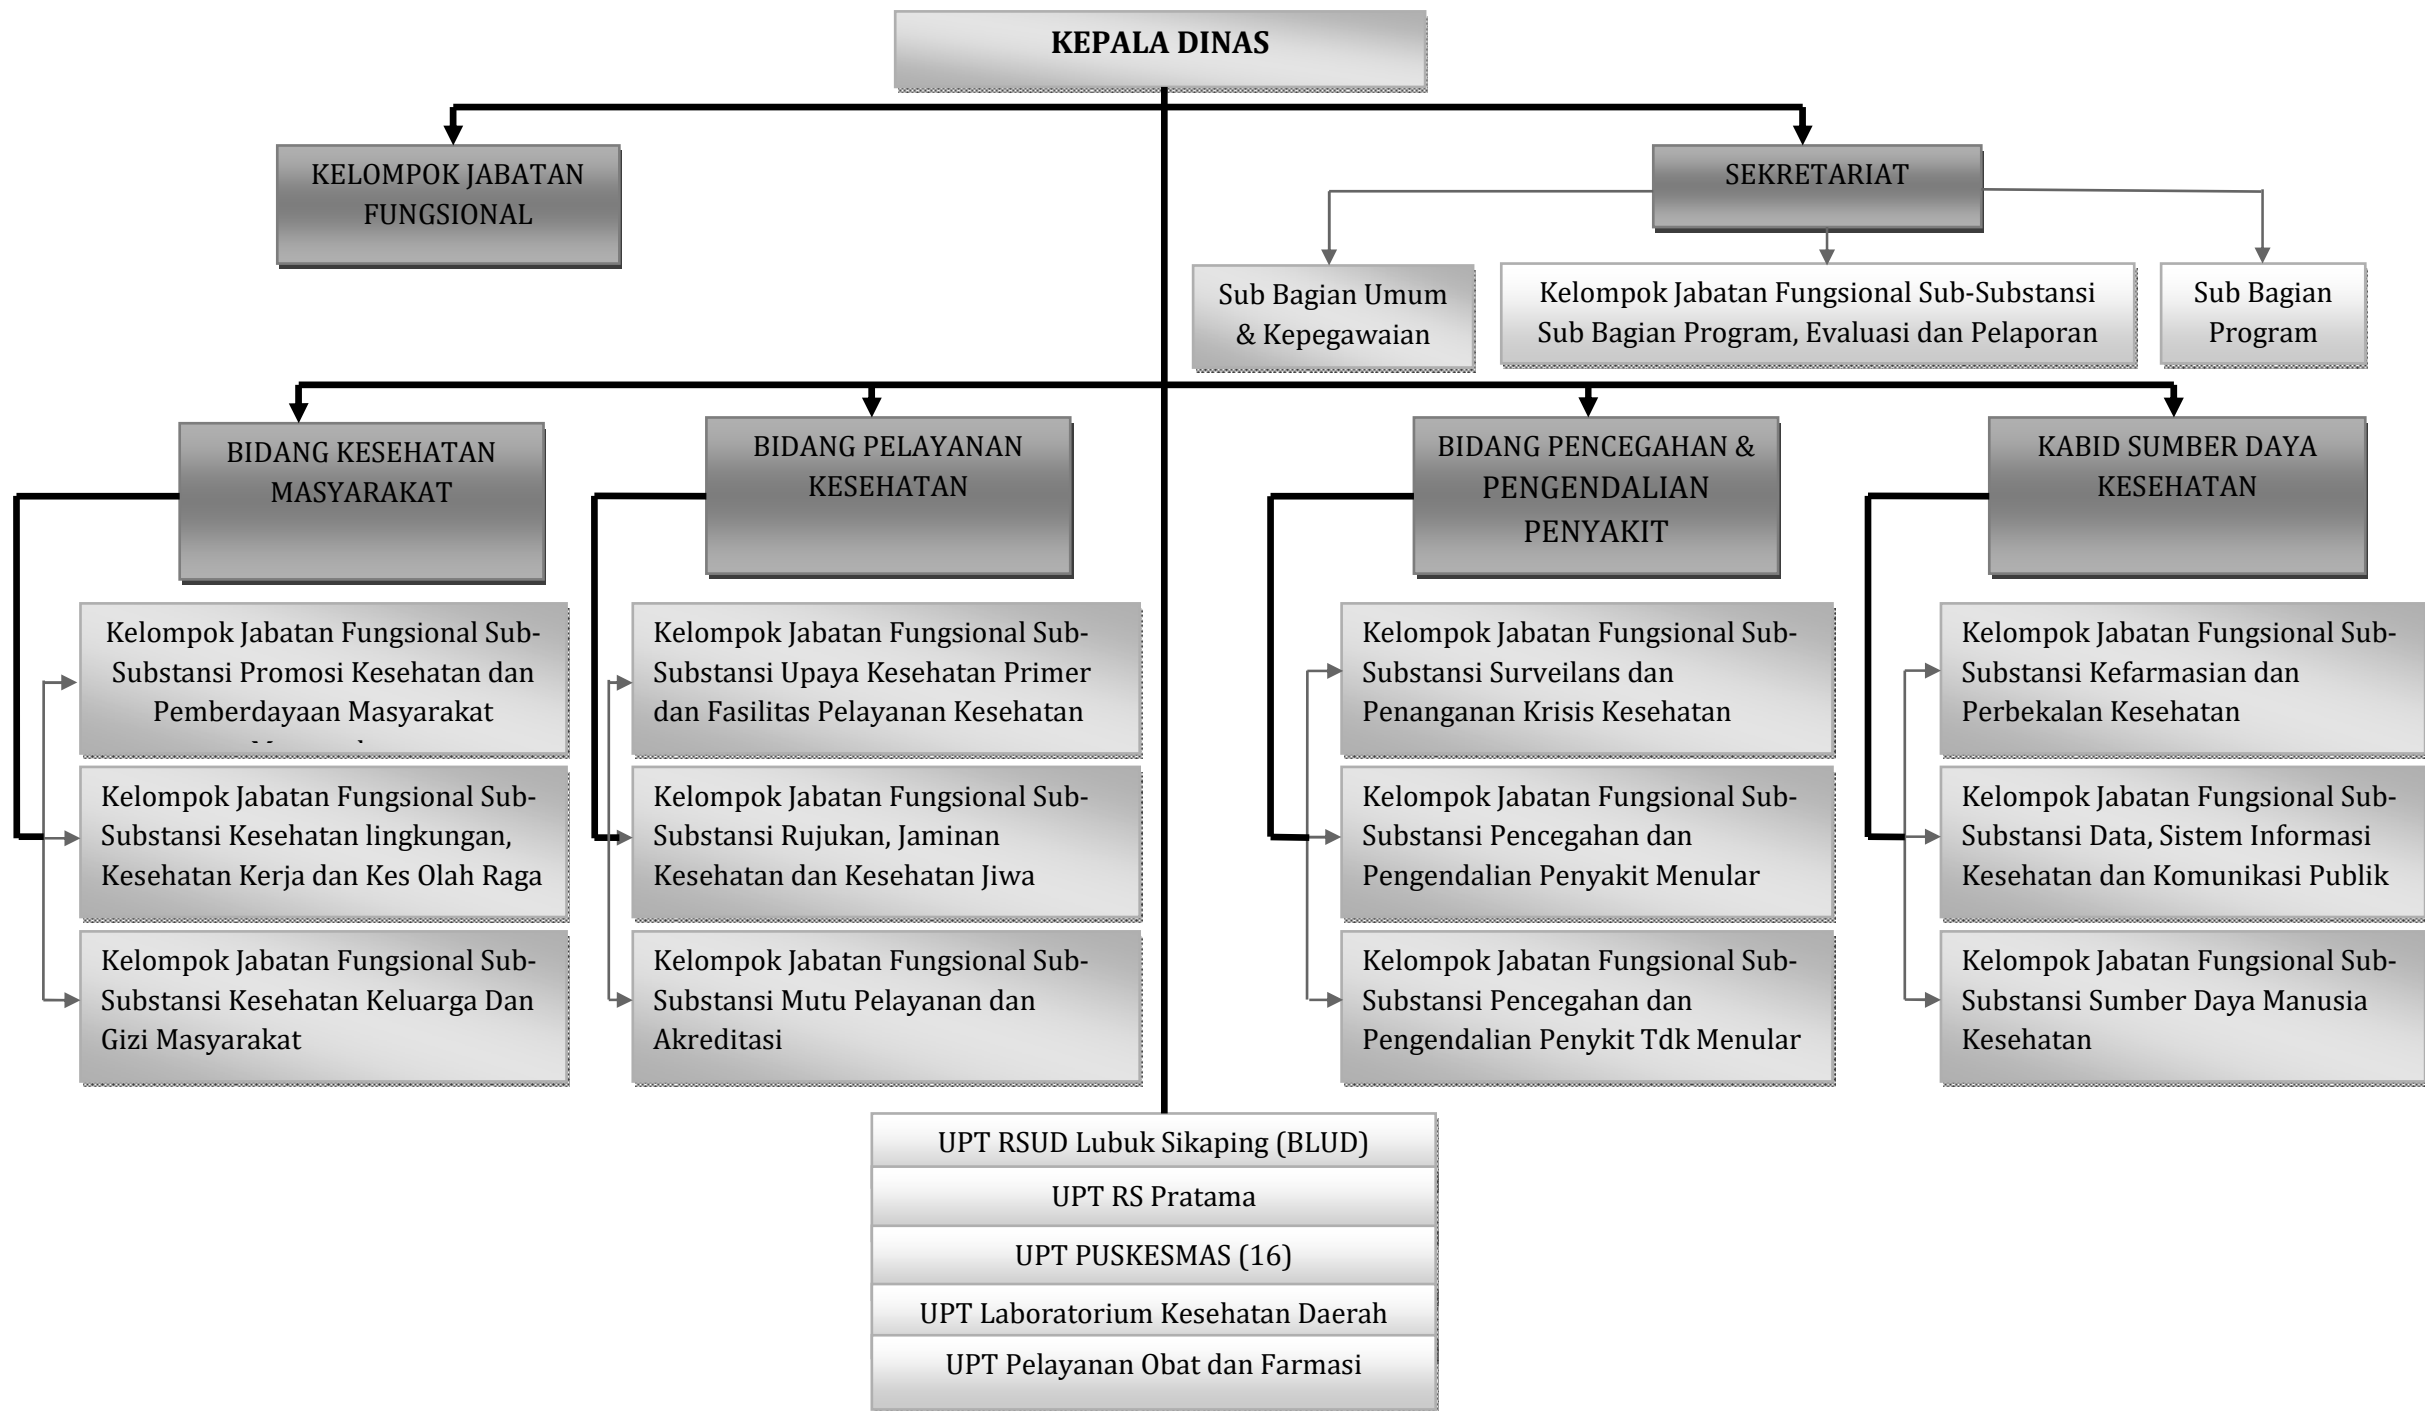 KEPALA DINAS
KELOMPOK JABATAN
FUNGSIONAL
SEKRETARIAT
Sub Bagian Umum
& Kepegawaian
Kelompok Jabatan Fungsional Sub-Substansi
Sub Bagian Program, Evaluasi dan Pelaporan
Sub Bagian
Program
BIDANG KESEHATAN
MASYARAKAT
BIDANG PELAYANAN
KESEHATAN
BIDANG PENCEGAHAN &
PENGENDALIAN
PENYAKIT
KABID SUMBER DAYA
KESEHATAN
Kelompok Jabatan Fungsional Sub-
Substansi Promosi Kesehatan dan
Pemberdayaan Masyarakat
Kelompok Jabatan Fungsional Sub-
Substansi Kesehatan lingkungan,
Kesehatan Kerja dan Kes Olah Raga
Kelompok Jabatan Fungsional Sub-
Substansi Kesehatan Keluarga Dan
Gizi Masyarakat
Kelompok Jabatan Fungsional Sub-
Substansi Upaya Kesehatan Primer
dan Fasilitas Pelayanan Kesehatan
Kelompok Jabatan Fungsional Sub-
Substansi Rujukan, Jaminan
Kesehatan dan Kesehatan Jiwa
Kelompok Jabatan Fungsional Sub-
Substansi Mutu Pelayanan dan
Akreditasi
Kelompok Jabatan Fungsional Sub-
Substansi Surveilans dan
Penanganan Krisis Kesehatan
Kelompok Jabatan Fungsional Sub-
Substansi Pencegahan dan
Pengendalian Penyakit Menular
Kelompok Jabatan Fungsional Sub-
Substansi Pencegahan dan
Pengendalian Penykit Tdk Menular
Kelompok Jabatan Fungsional Sub-
Substansi Kefarmasian dan
Perbekalan Kesehatan
Kelompok Jabatan Fungsional Sub-
Substansi Data, Sistem Informasi
Kesehatan dan Komunikasi Publik
Kelompok Jabatan Fungsional Sub-
Substansi Sumber Daya Manusia
Kesehatan
UPT RSUD Lubuk Sikaping (BLUD)
UPT RS Pratama
UPT PUSKESMAS (16)
UPT Laboratorium Kesehatan Daerah
UPT Pelayanan Obat dan Farmasi